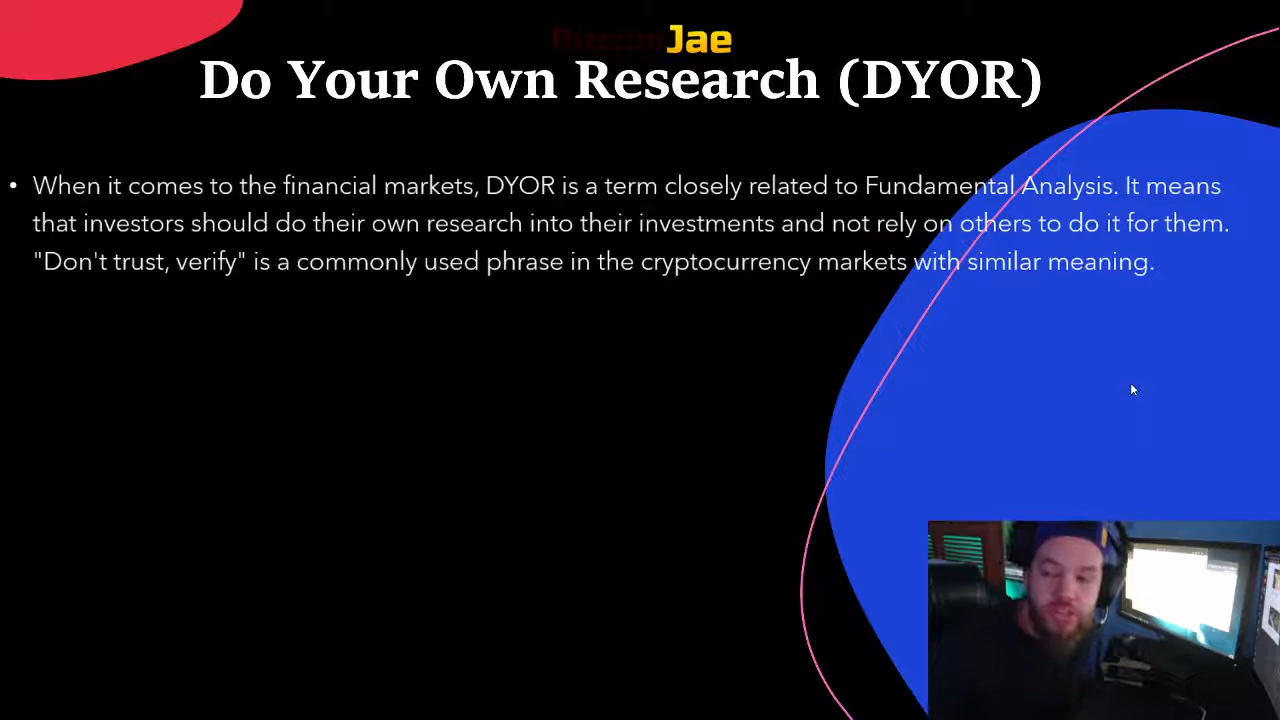 Jae
Do Your Own Research (DYOR)
• When it comes to the financial markets, DYOR is a term closely related to Fundamental Analysis. It means
that investors should do their own research into their investments and not rely on others to do it for them.
"Don't trust, verify" is a commonly used phrase in the cryptocurrency markets with similar meaning.